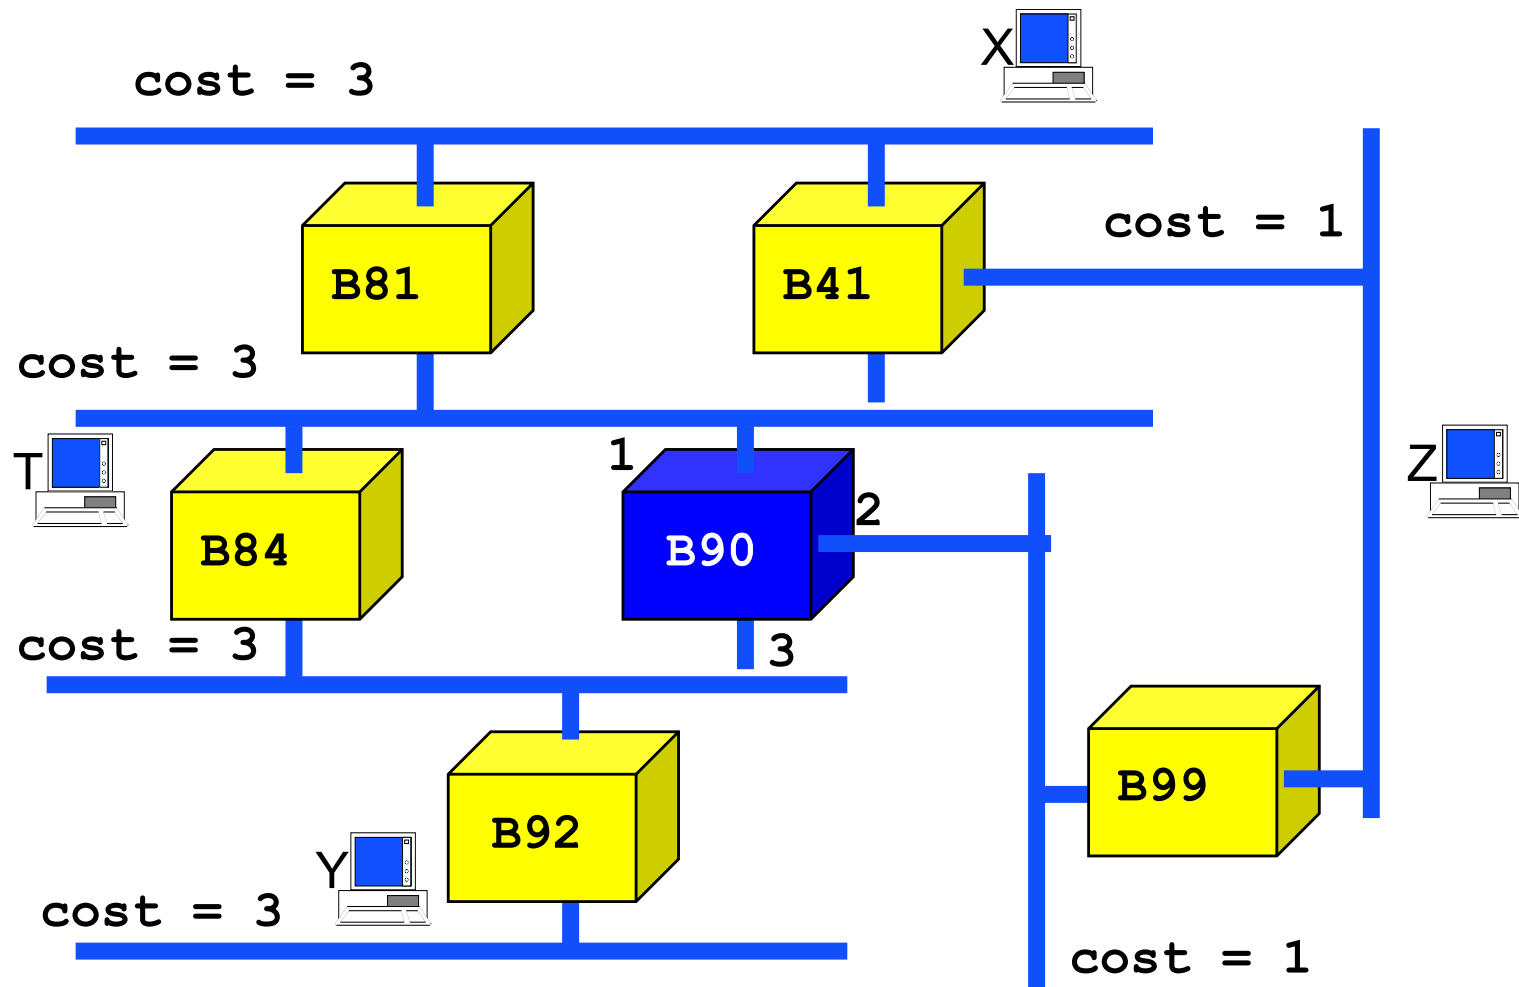 X
cost = 3
cost = 1
B81
B41
cost = 3
1
T
Z
2
B84
B90
cost = 3
3
B99
B92
Y
cost = 3
cost = 1